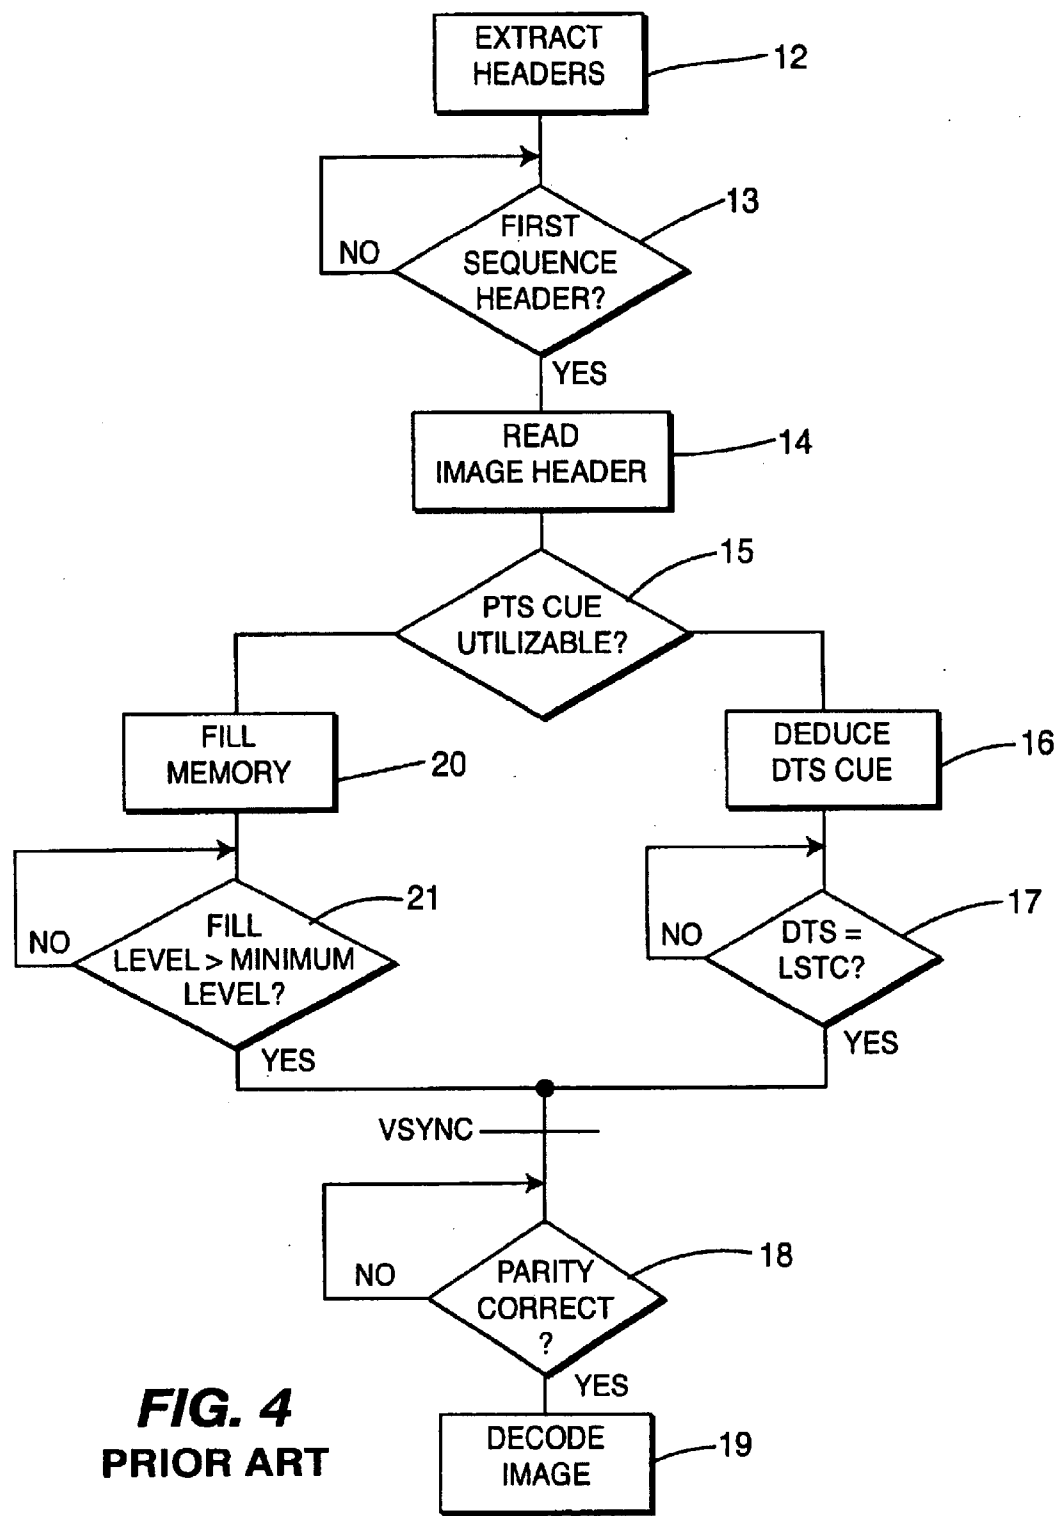 EXTRACT
HEADERS
12
FIRST
SEQUENCE
HEADER?
13
NO
YES
READ
IMAGE HEADER
14
PTS CUE
UTILIZABLE?
15
FILL
MEMORY
20
DEDUCE
DTS CUE
16
FILL
LEVEL > MINIMUM
LEVEL?
21
NO
YES
DTS =
LSTC?
17
NO
YES
VSYNC
PARITY
CORRECT
?
18
NO
YES
DECODE
IMAGE
19
FIG. 4
PRIOR ART